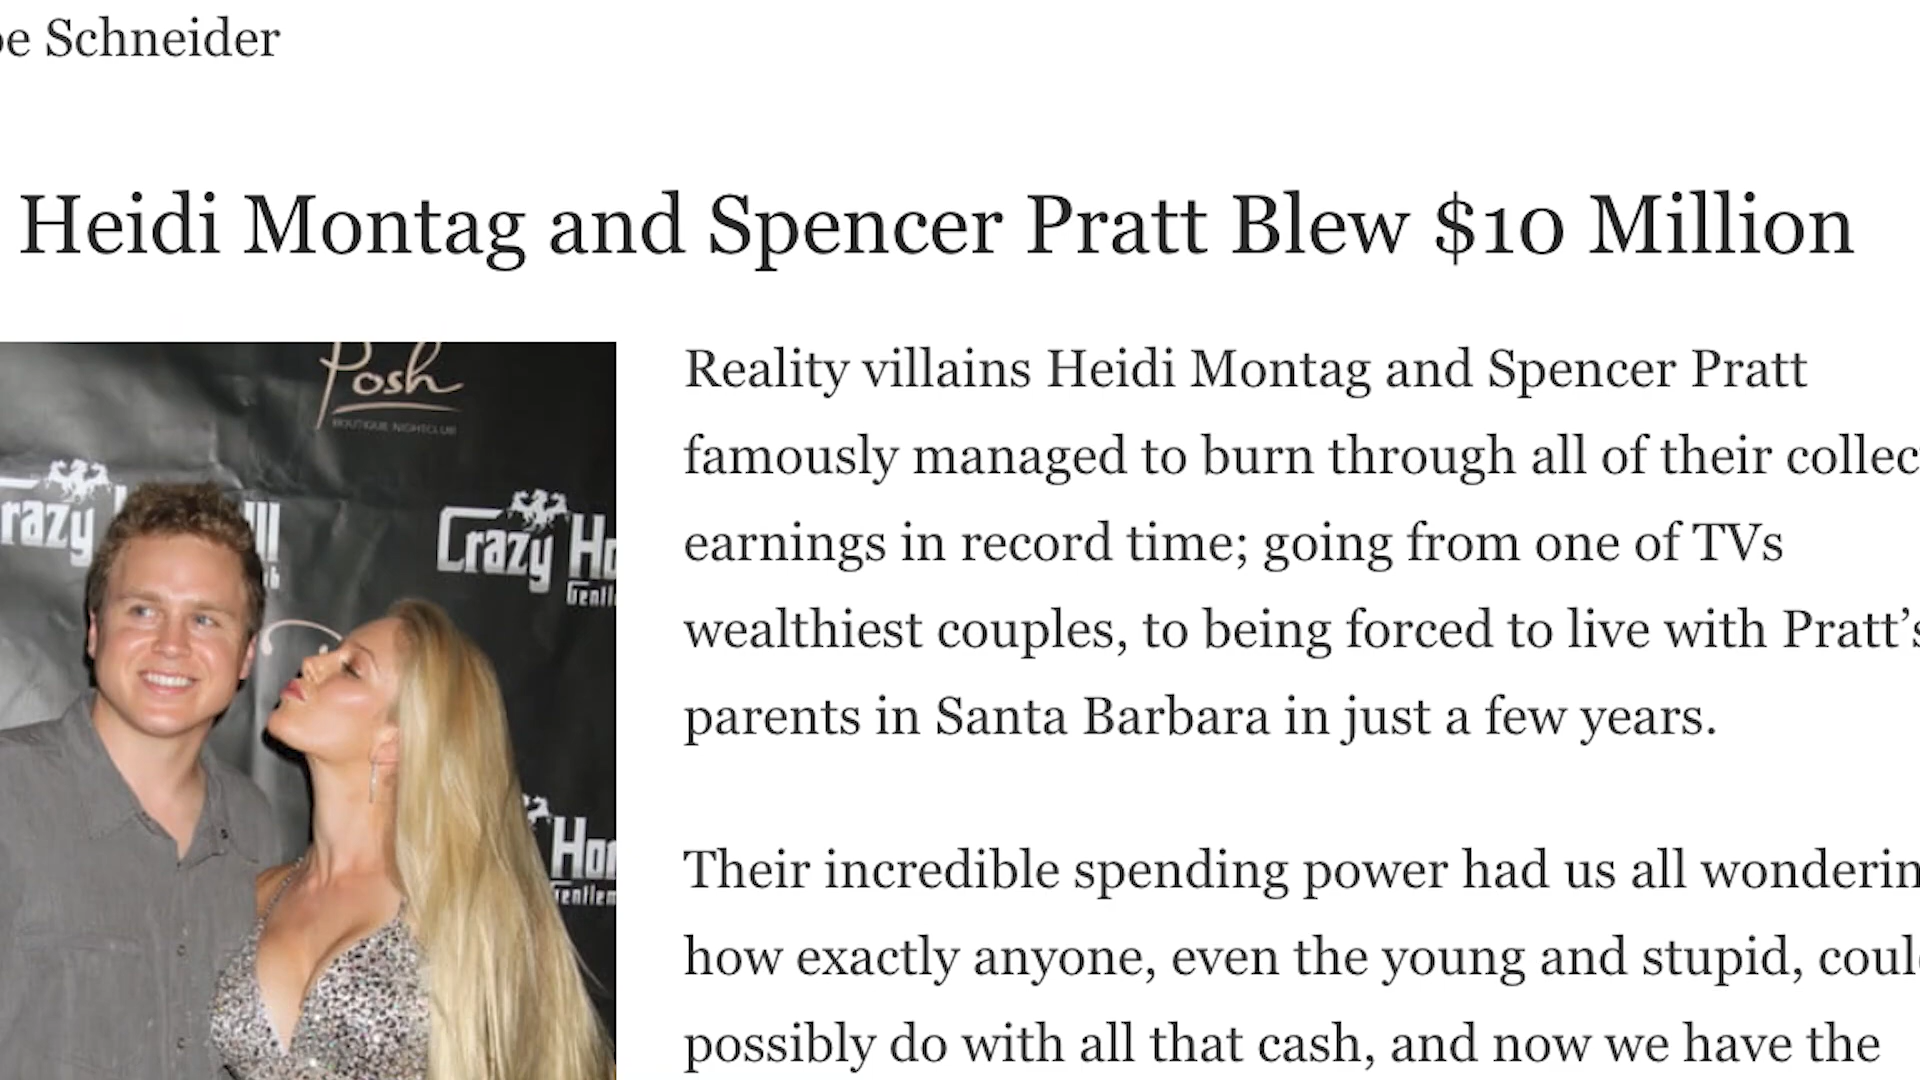 Schneider
Heidi Montag and Spencer Pratt Blew $10 Million
Posh
BOUTIQUE NIGHTCLUB
Crazy
Reality villains Heidi Montag and Spencer Pratt
famously managed to burn through all of their
earnings in record time; going from one of TVs
wealthiest couples, to being forced to live with Pratt’s
parents in Santa Barbara in just a few years.
Their incredible spending power had us all
how exactly anyone, even the young and stupid,
possibly do with all that cash, and now we have the